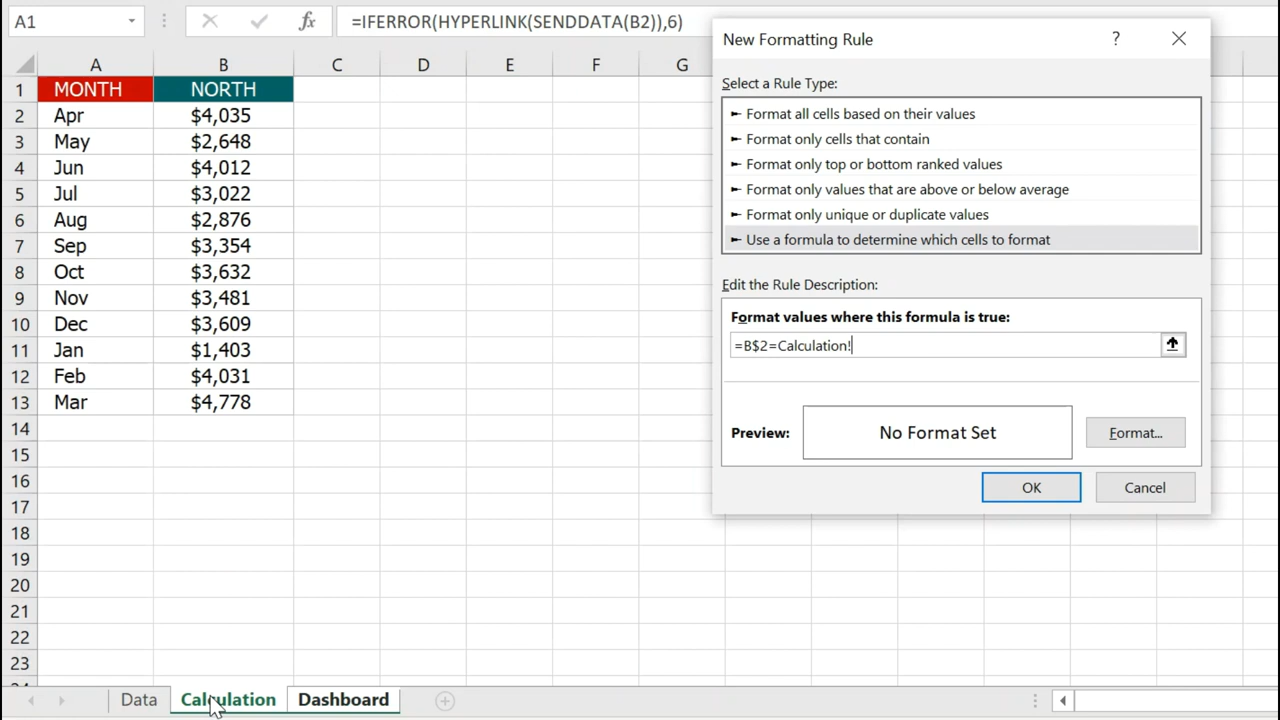 A1
fx
=IFERROR(HYPERLINK(SENDDATA(B2)),6)
A B C D E F G
1 MONTH NORTH
2 Apr $4,035
3 May $2,648
4 Jun $4,012
5 Jul $3,022
6 Aug $2,876
7 Sep $3,354
8 Oct $3,632
9 Nov $3,481
10 Dec $3,609
11 Jan $1,403
12 Feb $4,031
13 Mar $4,778
14
15
16
17
18
19
20
21
22
23
Data Calculation Dashboard
New Formatting Rule ?
Select a Rule Type:
► Format all cells based on their values
► Format only cells that contain
► Format only top or bottom ranked values
► Format only values that are above or below average
► Format only unique or duplicate values
► Use a formula to determine which cells to format
Edit the Rule Description:
Format values where this formula is true:
=B$2=Calculation!
Preview: No Format Set Format...
OK Cancel